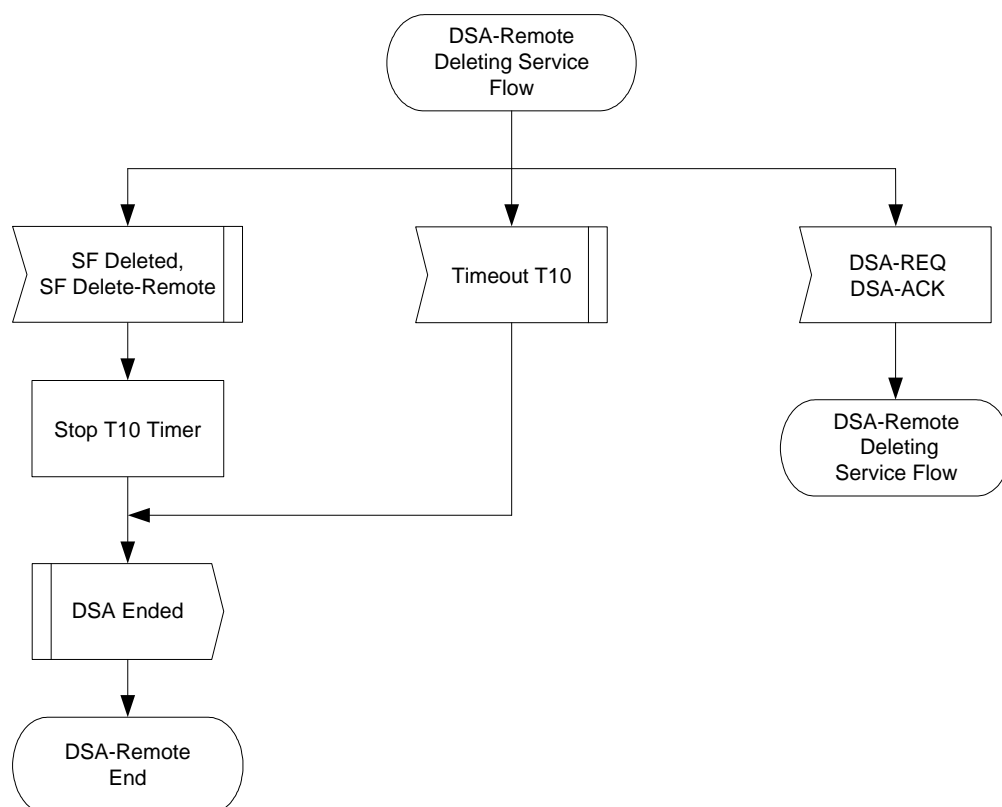 DSA-Remote
Deleting Service
Flow
SF Deleted,
SF Delete-Remote
Timeout T10
DSA-REQ
DSA-ACK
Stop T10 Timer
DSA-Remote
Deleting
Service Flow
DSA Ended
DSA-Remote
End